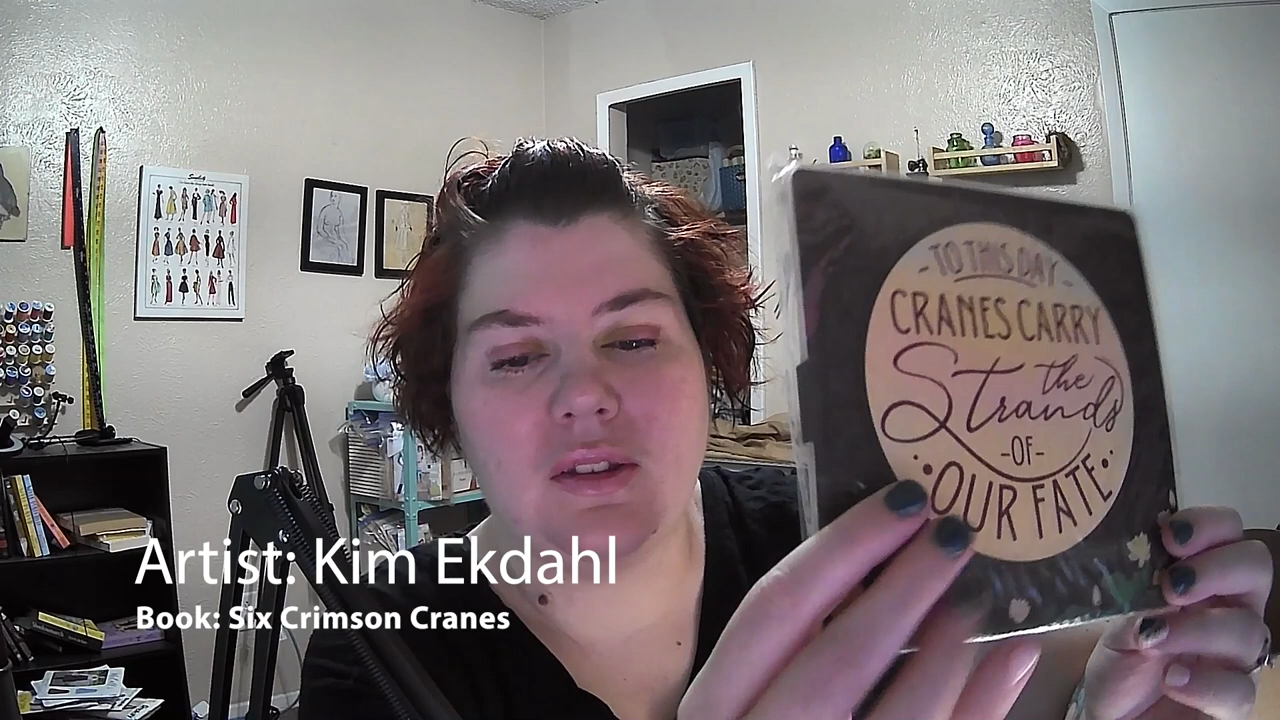 -TO THIS DAY-
CRANES CARRY
the
Strands
-OF-
OUR FATE
Artist: Kim Ekdahl
Book: Six Crimson Cranes